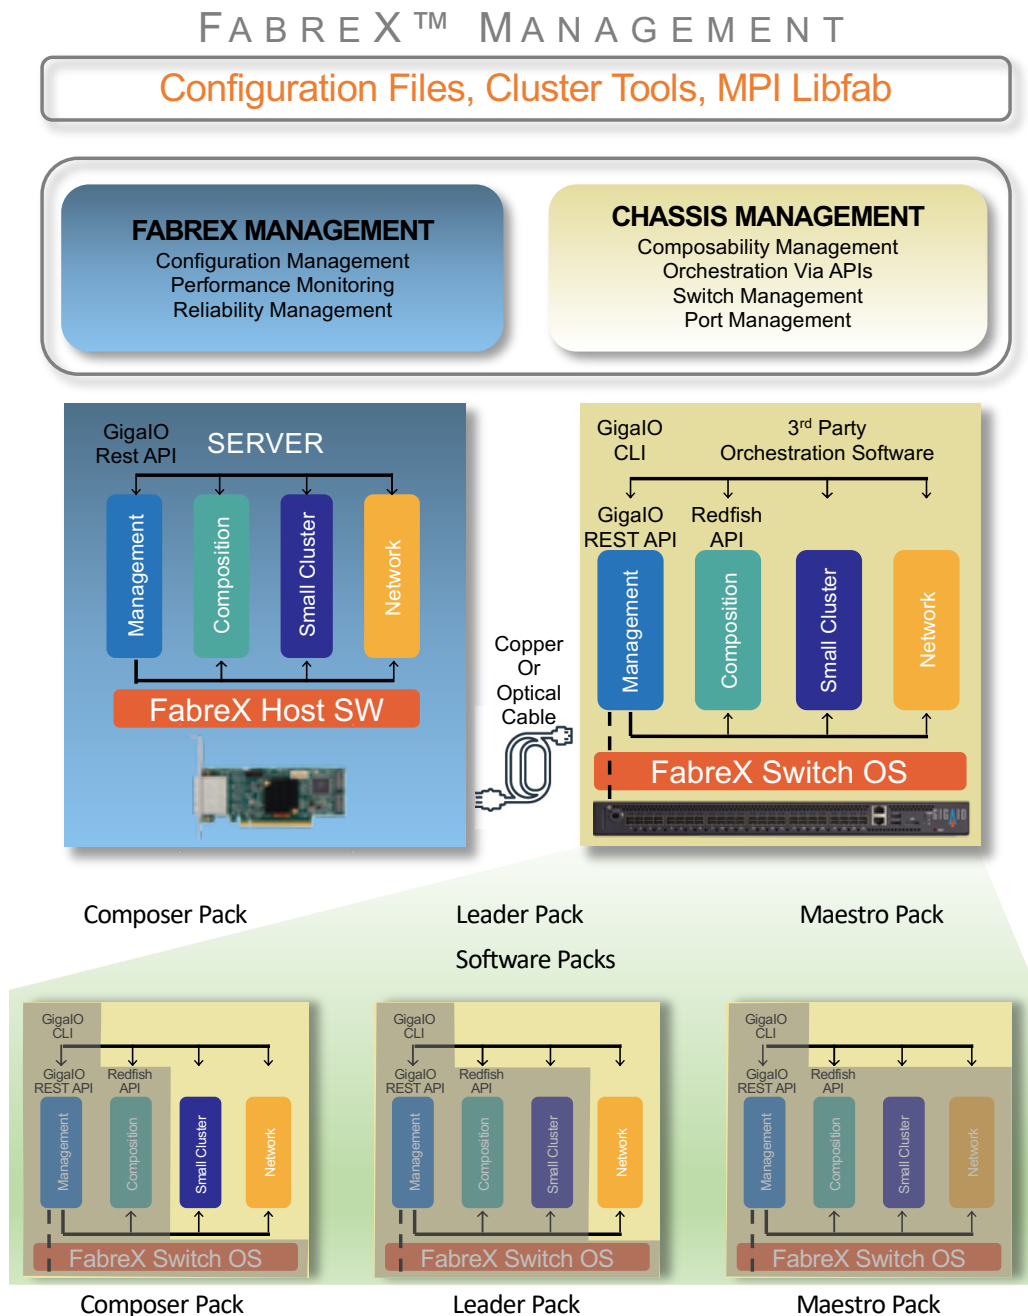 FABREX™ MANAGEMENT
Configuration Files, Cluster Tools, MPI Libfab
FABREX MANAGEMENT
Configuration Management
Performance Monitoring
Reliability Management
CHASSIS MANAGEMENT
Composability Management
Orchestration Via APIs
Switch Management
Port Management
GigaIO
Rest API
SERVER
Management
Composition
Small Cluster
Network
FabreX Host SW
Copper
Or
Optical
Cable
GigaIO
CLI
3rd Party
Orchestration Software
GigaIO
REST API
Redfish
API
Management
Composition
Small Cluster
Network
FabreX Switch OS
GIGAIO
Composer Pack
Leader Pack
Maestro Pack
Software Packs
GigaIO
CLI
GigaIO
REST API
Redfish
API
Management
Composition
Small Cluster
Network
FabreX Switch OS
GigaIO
CLI
GigaIO
REST API
Redfish
API
Management
Composition
Small Cluster
Network
FabreX Switch OS
GigaIO
CLI
GigaIO
REST API
Redfish
API
Management
Composition
Small Cluster
Network
FabreX Switch OS
Composer Pack
Leader Pack
Maestro Pack